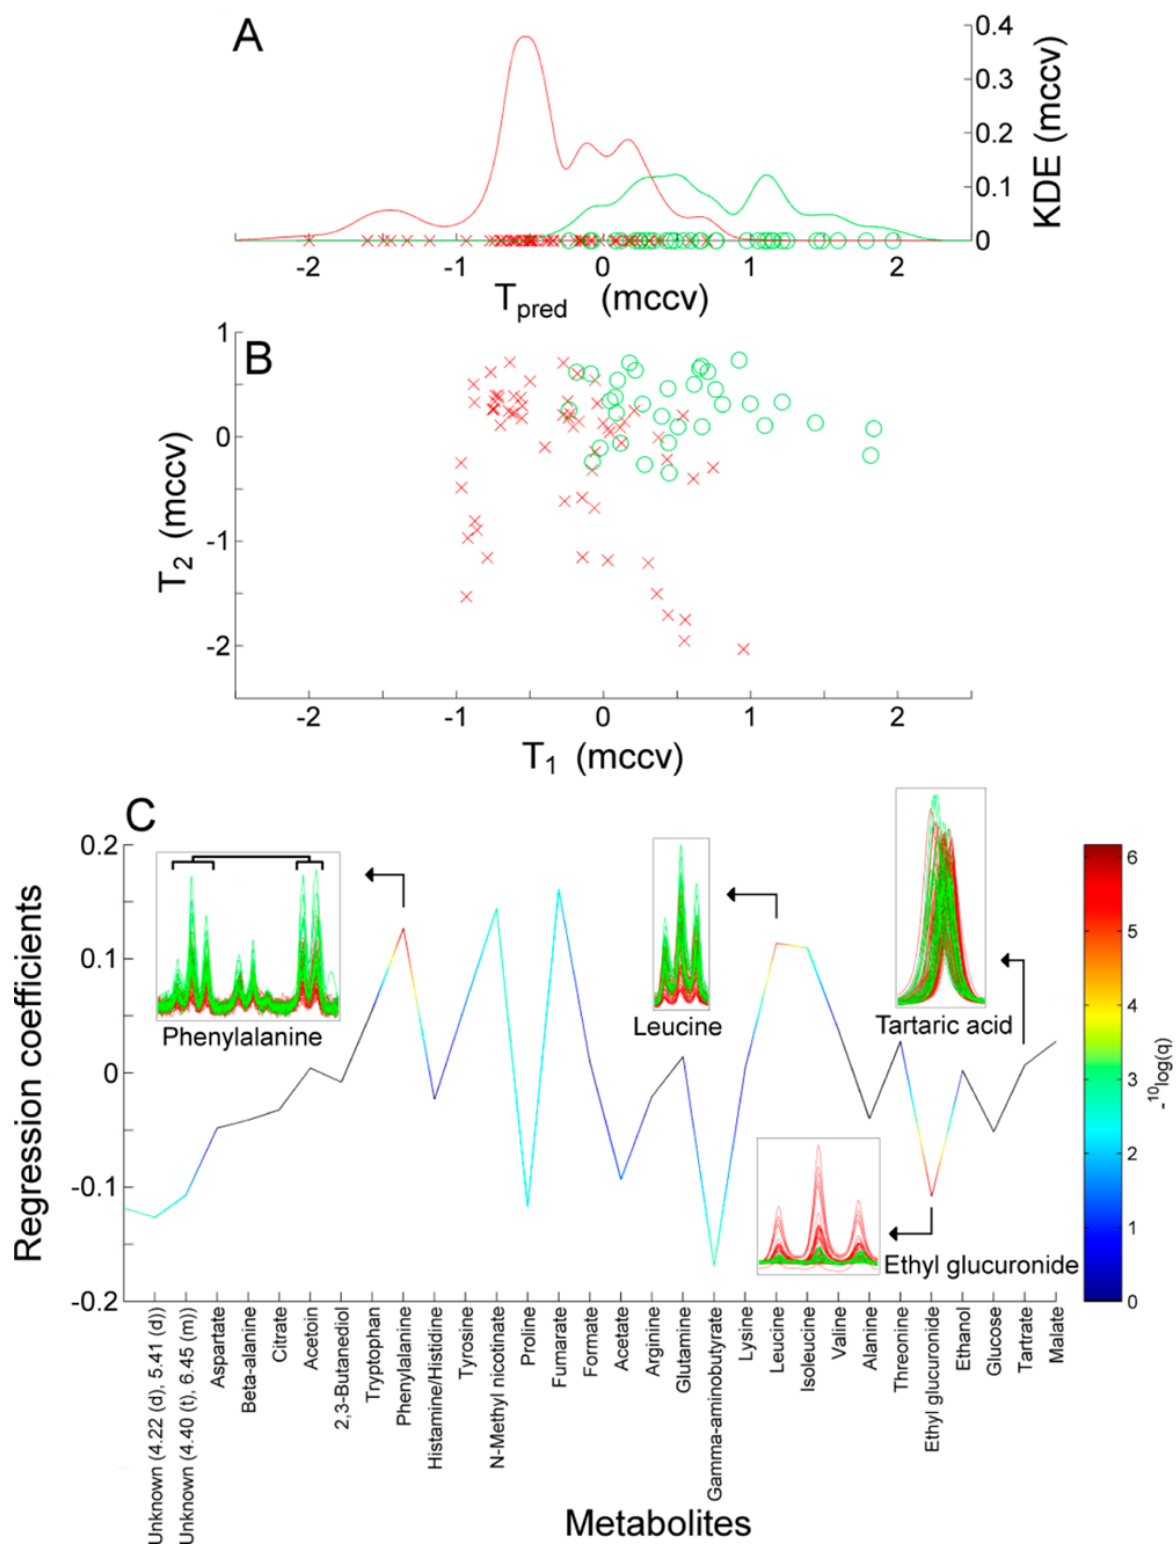 A
0.4
0.3
0.2
0.1
0
KDE (mccv)
-2 -1 0 1 2
Tpred (mccv)
B
1
0
-1
-2
T2 (mccv)
-2 -1 0 1 2
T1 (mccv)
C
0.2
0.1
0
-0.1
-0.2
Regression coefficients
Phenylalanine
Leucine
Tartaric acid
Ethyl glucuronide
6
5
4
3
2
1
0
-10log(q)
Unknown (4.22 (d), 5.41 (d))
Unknown (4.40 (t), 6.45 (m))
Aspartate
Beta-alanine
Citrate
Acetoin
2,3-Butanediol
Tryptophan
Phenylalanine
Histamine/Histidine
Tyrosine
N-Methyl nicotinate
Proline
Fumarate
Formate
Acetate
Arginine
Glutamine
Gamma-aminobutyrate
Lysine
Leucine
Isoleucine
Valine
Alanine
Threonine
Ethyl glucuronide
Ethanol
Glucose
Tartrate
Malate
Metabolites